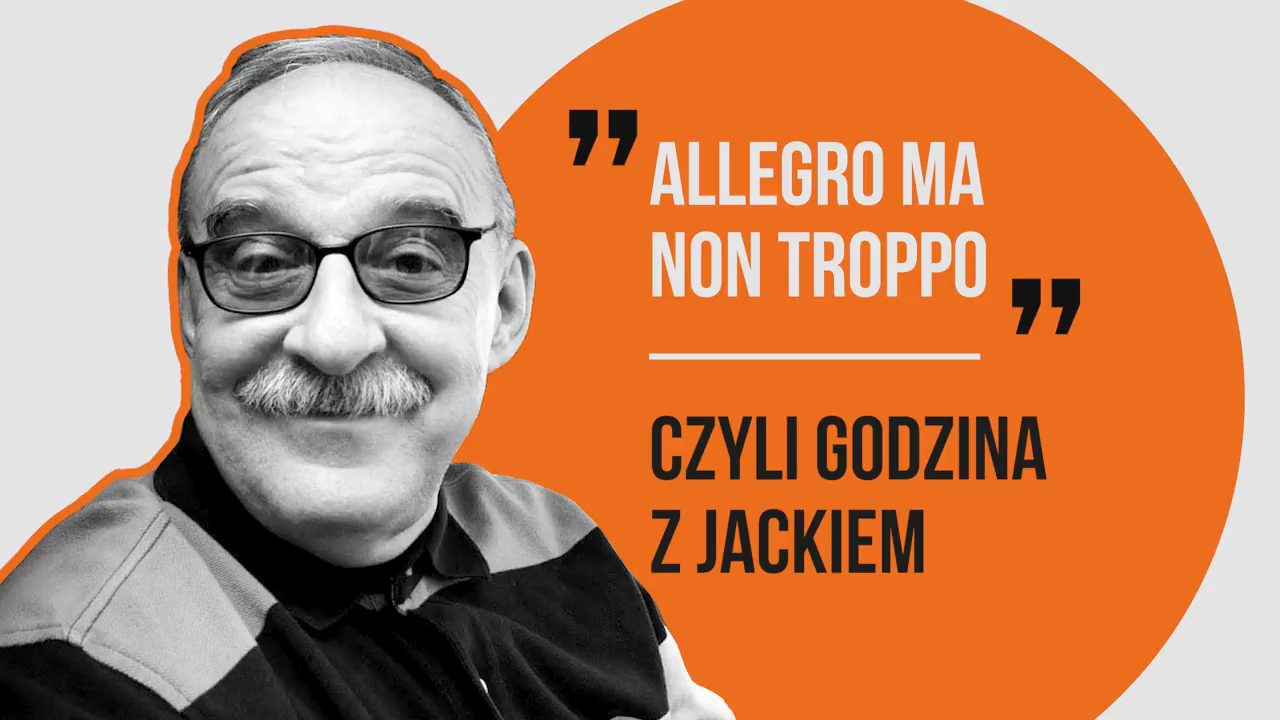 ” ALLEGRO MA
NON TROPPO ”
CZYLI GODZINA
Z JACKIEM